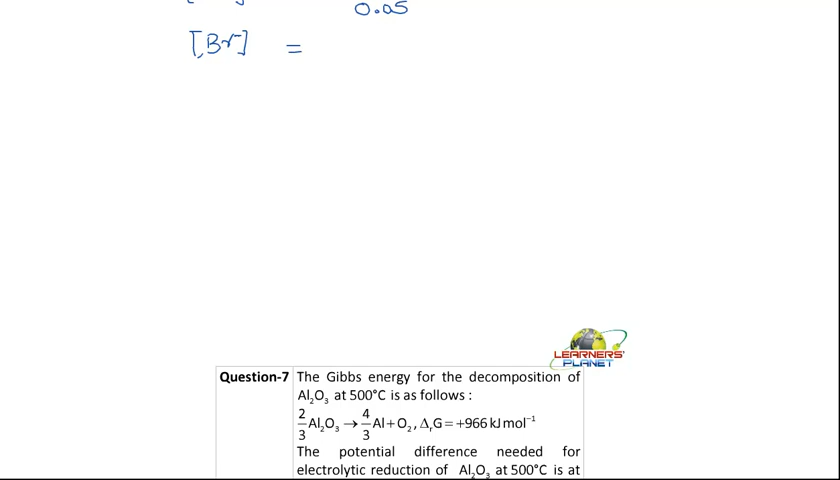 0.05
[Br⁻] =
LEARNERS'
PLANET
Question-7 The Gibbs energy for the decomposition of
Al₂O₃ at 500°C is as follows :
2/3 Al₂O₃ → 4/3 Al + O₂, ΔᵣG = +966 kJ mol⁻¹
The potential difference needed for
electrolytic reduction of Al₂O₃ at 500°C is at